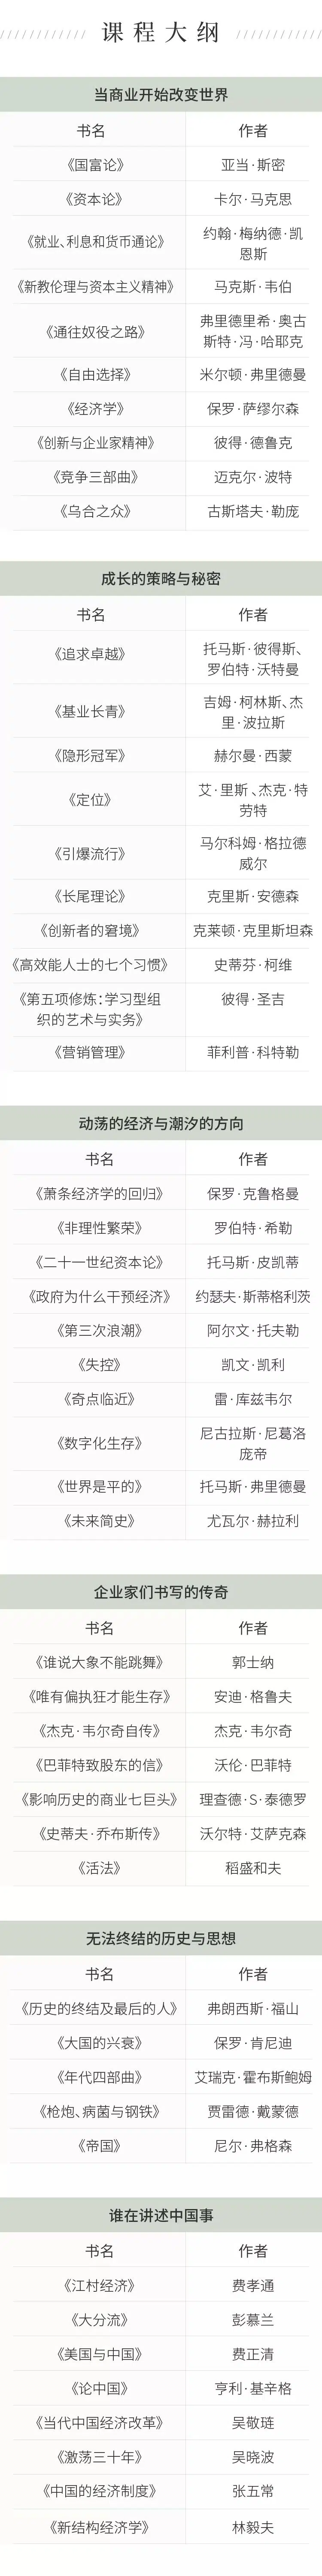 课程大纲
当商业开始改变世界
书名 作者
《国富论》 亚当·斯密
《资本论》 卡尔·马克思
《就业、利息和货币通论》 约翰·梅纳德·凯
恩斯
《新教伦理与资本主义精神》 马克斯·韦伯
《通往奴役之路》 弗里德里希·奥古
斯特·冯·哈耶克
《自由选择》 米尔顿·弗里德曼
《经济学》 保罗·萨缪尔森
《创新与企业家精神》 彼得·德鲁克
《竞争三部曲》 迈克尔·波特
《乌合之众》 古斯塔夫·勒庞
成长的策略与秘密
书名 作者
《追求卓越》 托马斯·彼得斯、
罗伯特·沃特曼
《基业长青》 吉姆·柯林斯、杰
里·波拉斯
《隐形冠军》 赫尔曼·西蒙
《定位》 艾·里斯、杰克·特
劳特
《引爆流行》 马尔科姆·格拉德
威尔
《长尾理论》 克里斯·安德森
《创新者的窘境》 克莱顿·克里斯坦森
《高效能人士的七个习惯》 史蒂芬·柯维
《第五项修炼：学习型组 彼得·圣吉
织的艺术与实务》
《营销管理》 菲利普·科特勒
动荡的经济与潮汐的方向
书名 作者
《萧条经济学的回归》 保罗·克鲁格曼
《非理性繁荣》 罗伯特·希勒
《二十一世纪资本论》 托马斯·皮凯蒂
《政府为什么干预经济》 约瑟夫·斯蒂格利茨
《第三次浪潮》 阿尔文·托夫勒
《失控》 凯文·凯利
《奇点临近》 雷·库兹韦尔
《数字化生存》 尼古拉斯·尼葛洛
庞帝
《世界是平的》 托马斯·弗里德曼
《未来简史》 尤瓦尔·赫拉利
企业家们书写的传奇
书名 作者
《谁说大象不能跳舞》 郭士纳
《唯有偏执狂才能生存》 安迪·格鲁夫
《杰克·韦尔奇自传》 杰克·韦尔奇
《巴菲特致股东的信》 沃伦·巴菲特
《影响历史的商业七巨头》 理查德·S·泰德罗
《史蒂夫·乔布斯传》 沃尔特·艾萨克森
《活法》 稻盛和夫
无法终结的历史与思想
书名 作者
《历史的终结及最后的人》 弗朗西斯·福山
《大国的兴衰》 保罗·肯尼迪
《年代四部曲》 艾瑞克·霍布斯鲍姆
《枪炮、病菌与钢铁》 贾雷德·戴蒙德
《帝国》 尼尔·弗格森
谁在讲述中国事
书名 作者
《江村经济》 费孝通
《大分流》 彭慕兰
《美国与中国》 费正清
《论中国》 亨利·基辛格
《当代中国经济改革》 吴敬琏
《激荡三十年》 吴晓波
《中国的经济制度》 张五常
《新结构经济学》 林毅夫